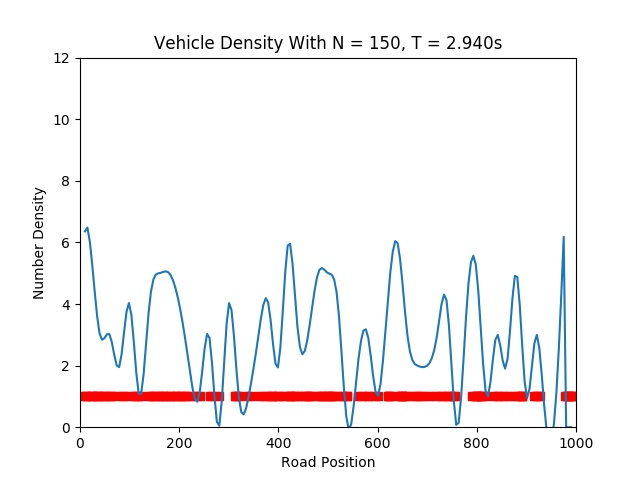 Vehicle Density With N = 150, T = 2.940s
12
10
8
6
4
2
0
Number Density
0 200 400 600 800 1000
Road Position